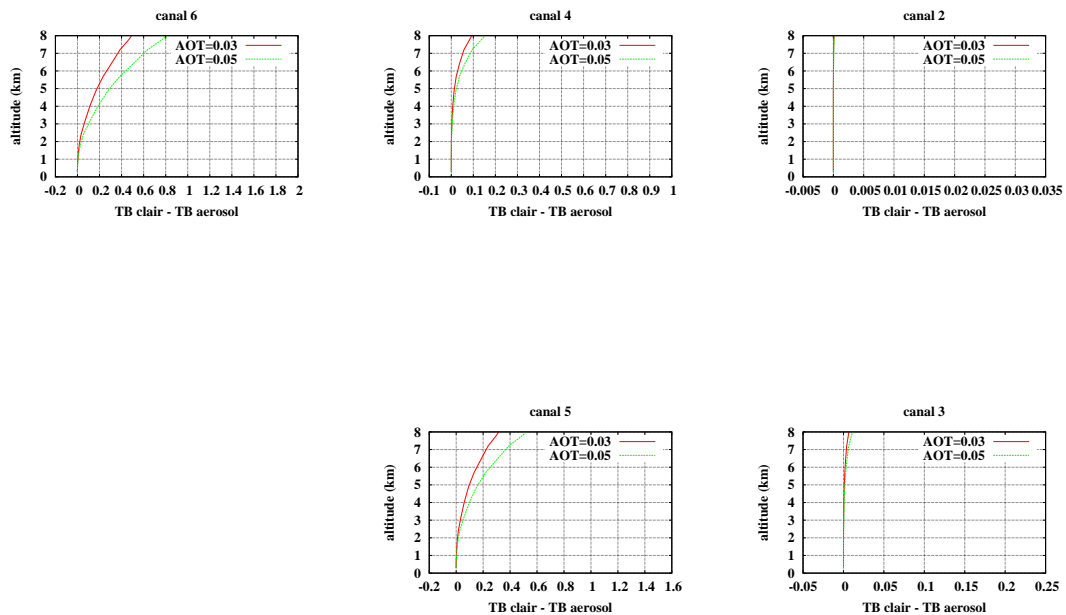 canal 6
8
7
6
5
4
3
2
1
0
-0.2 0 0.2 0.4 0.6 0.8 1 1.2 1.4 1.6 1.8 2
altitude (km)
TB clair - TB aerosol
AOT=0.03
AOT=0.05
canal 4
8
7
6
5
4
3
2
1
0
-0.1 0 0.1 0.2 0.3 0.4 0.5 0.6 0.7 0.8 0.9 1
altitude (km)
TB clair - TB aerosol
AOT=0.03
AOT=0.05
canal 2
8
7
6
5
4
3
2
1
0
-0.005 0 0.005 0.01 0.015 0.02 0.025 0.03 0.035
altitude (km)
TB clair - TB aerosol
AOT=0.03
AOT=0.05
canal 5
8
7
6
5
4
3
2
1
0
-0.2 0 0.2 0.4 0.6 0.8 1 1.2 1.4 1.6
altitude (km)
TB clair - TB aerosol
AOT=0.03
AOT=0.05
canal 3
8
7
6
5
4
3
2
1
0
-0.05 0 0.05 0.1 0.15 0.2 0.25
altitude (km)
TB clair - TB aerosol
AOT=0.03
AOT=0.05